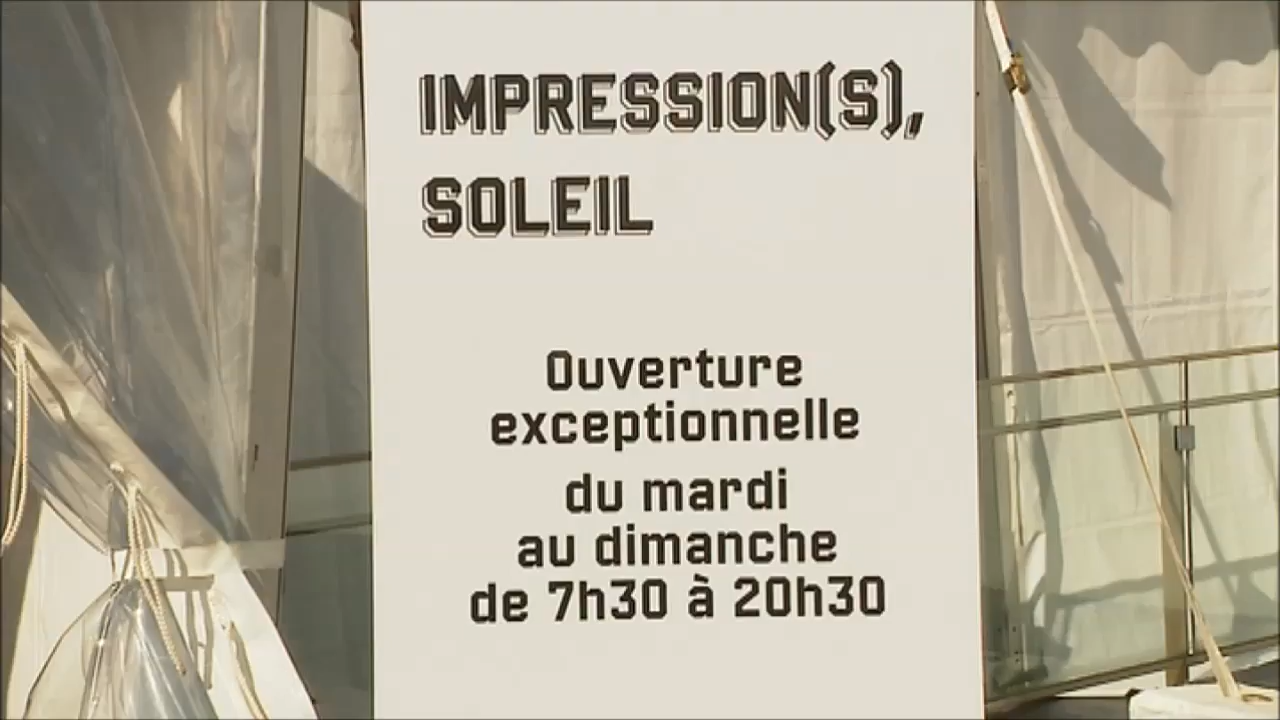 IMPRESSION(S),
SOLEIL
Ouverture
exceptionnelle
du mardi
au dimanche
de 7h30 à 20h30